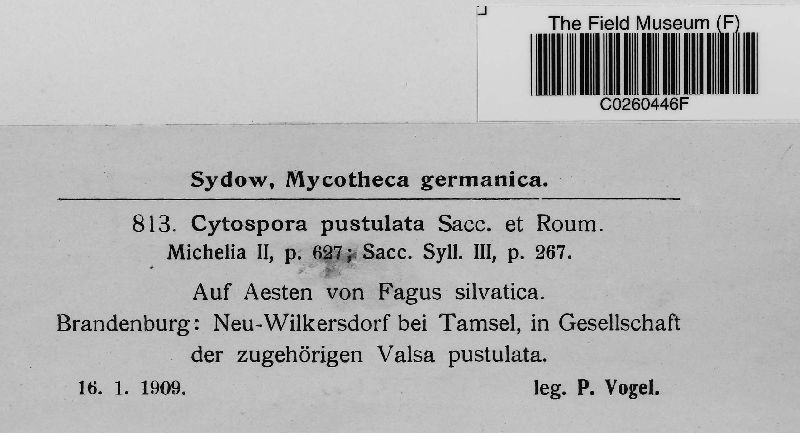 The Field Museum (F)
C0260446F
Sydow, Mycotheca germanica.
813. Cytospora pustulata Sacc. et Roum.
Michelia II, p. 627; Sacc. Syll. III, p. 267.
Auf Aesten von Fagus silvatica.
Brandenburg: Neu-Wilkersdorf bei Tamsel, in Gesellschaft
der zugehörigen Valsa pustulata.
16. 1. 1909. leg. P. Vogel.